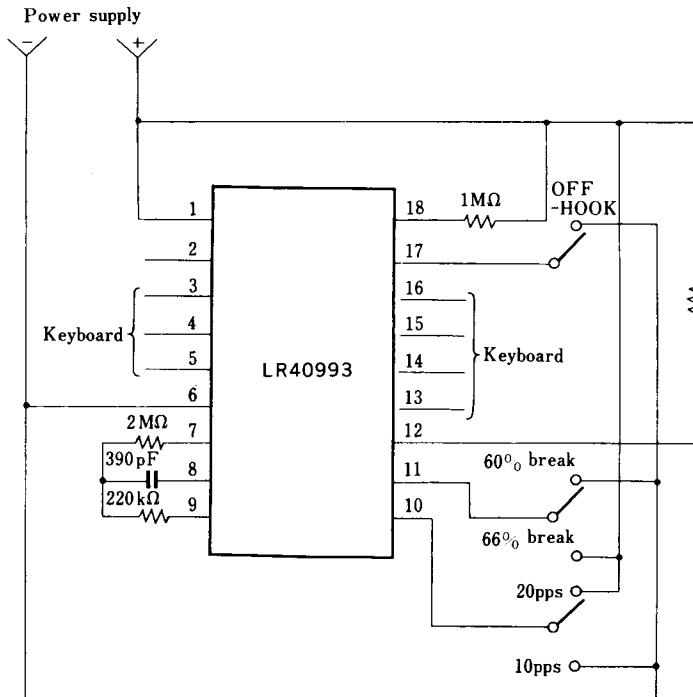 Power supply
−
+
1
2
3
4
5
6
7
8
9
Keyboard
2MΩ
390pF
220kΩ
LR40993
18
17
16
15
14
13
12
11
10
1MΩ
OFF
-HOOK
Keyboard
60% break
66% break
20pps
10pps